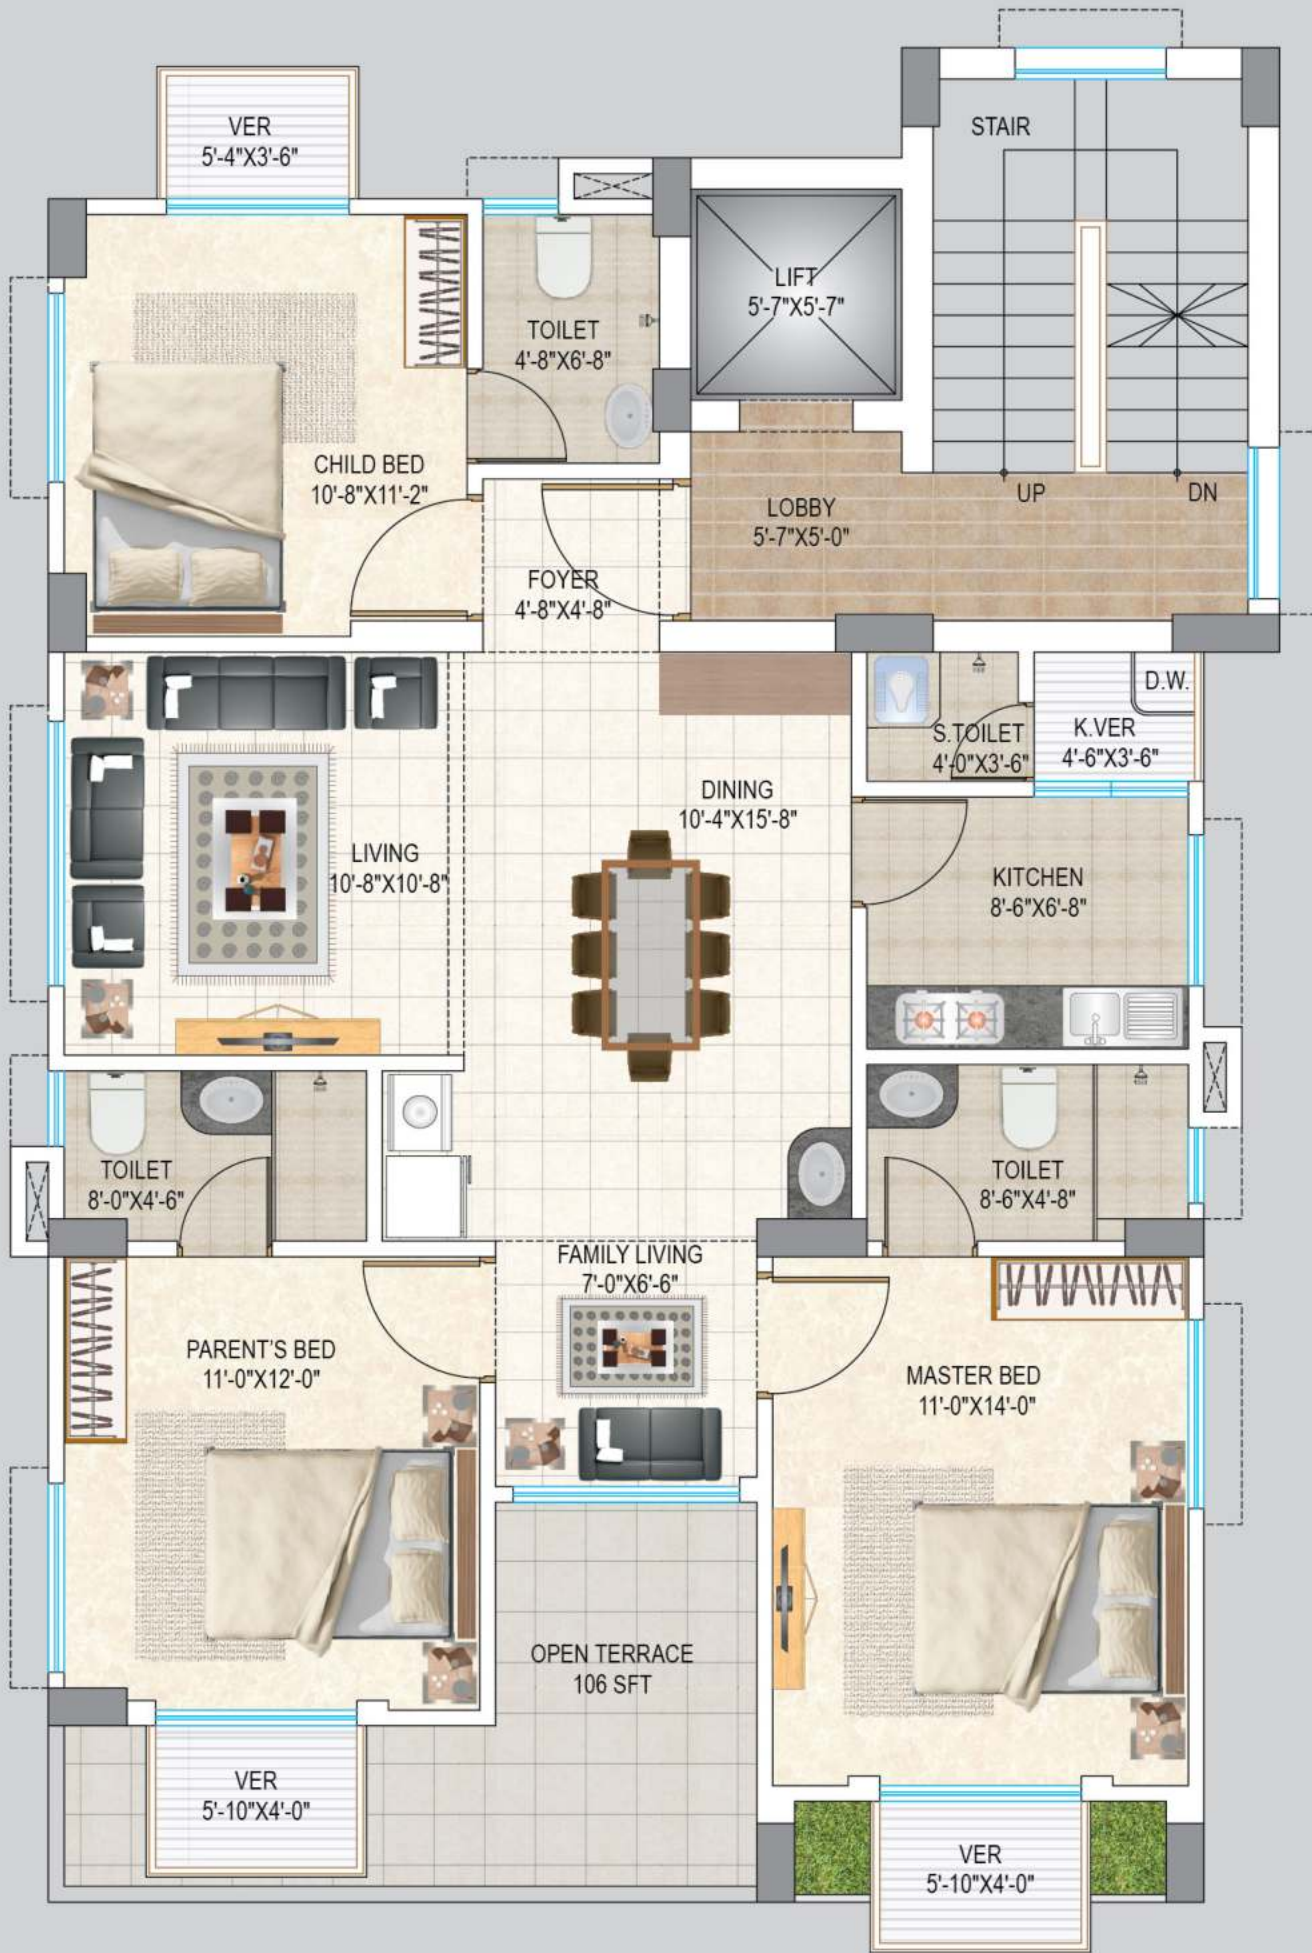 STAIR
VER
5'-4"X3'-6"
LIFT
5'-7"X5'-7"
TOILET
4'-8"X6'-8"
CHILD BED
10'-8"X11'-2"
UP
DN
LOBBY
5'-7"X5'-0"
FOYER
4'-8"X4'-8"
D.W.
S.TOILET
4'-0"X3'-6"
K.VER
4'-6"X3'-6"
DINING
10'-4"X15'-8"
LIVING
10'-8"X10'-8"
KITCHEN
8'-6"X6'-8"
TOILET
8'-0"X4'-6"
TOILET
8'-6"X4'-8"
FAMILY LIVING
7'-0"X6'-6"
PARENT'S BED
11'-0"X12'-0"
MASTER BED
11'-0"X14'-0"
OPEN TERRACE
106 SFT
VER
5'-10"X4'-0"
VER
5'-10"X4'-0"